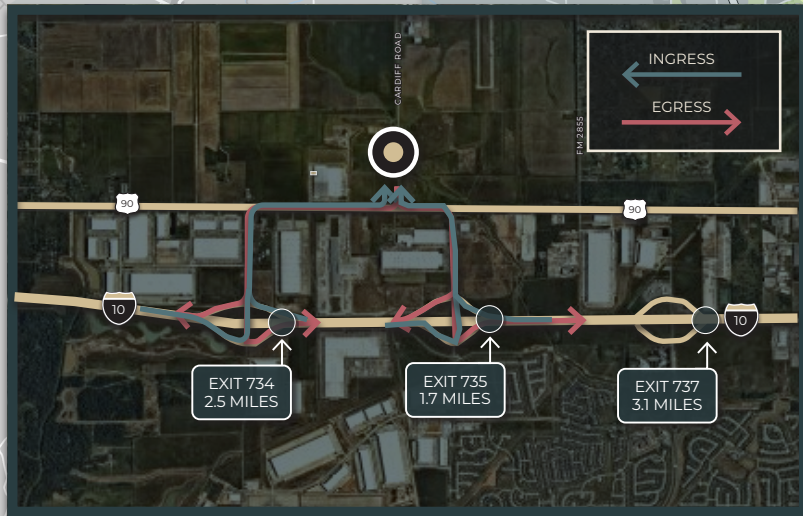 CARDIFF ROAD
INGRESS
EGRESS
FM 2855
90
90
10
10
EXIT 734
2.5 MILES
EXIT 735
1.7 MILES
EXIT 737
3.1 MILES